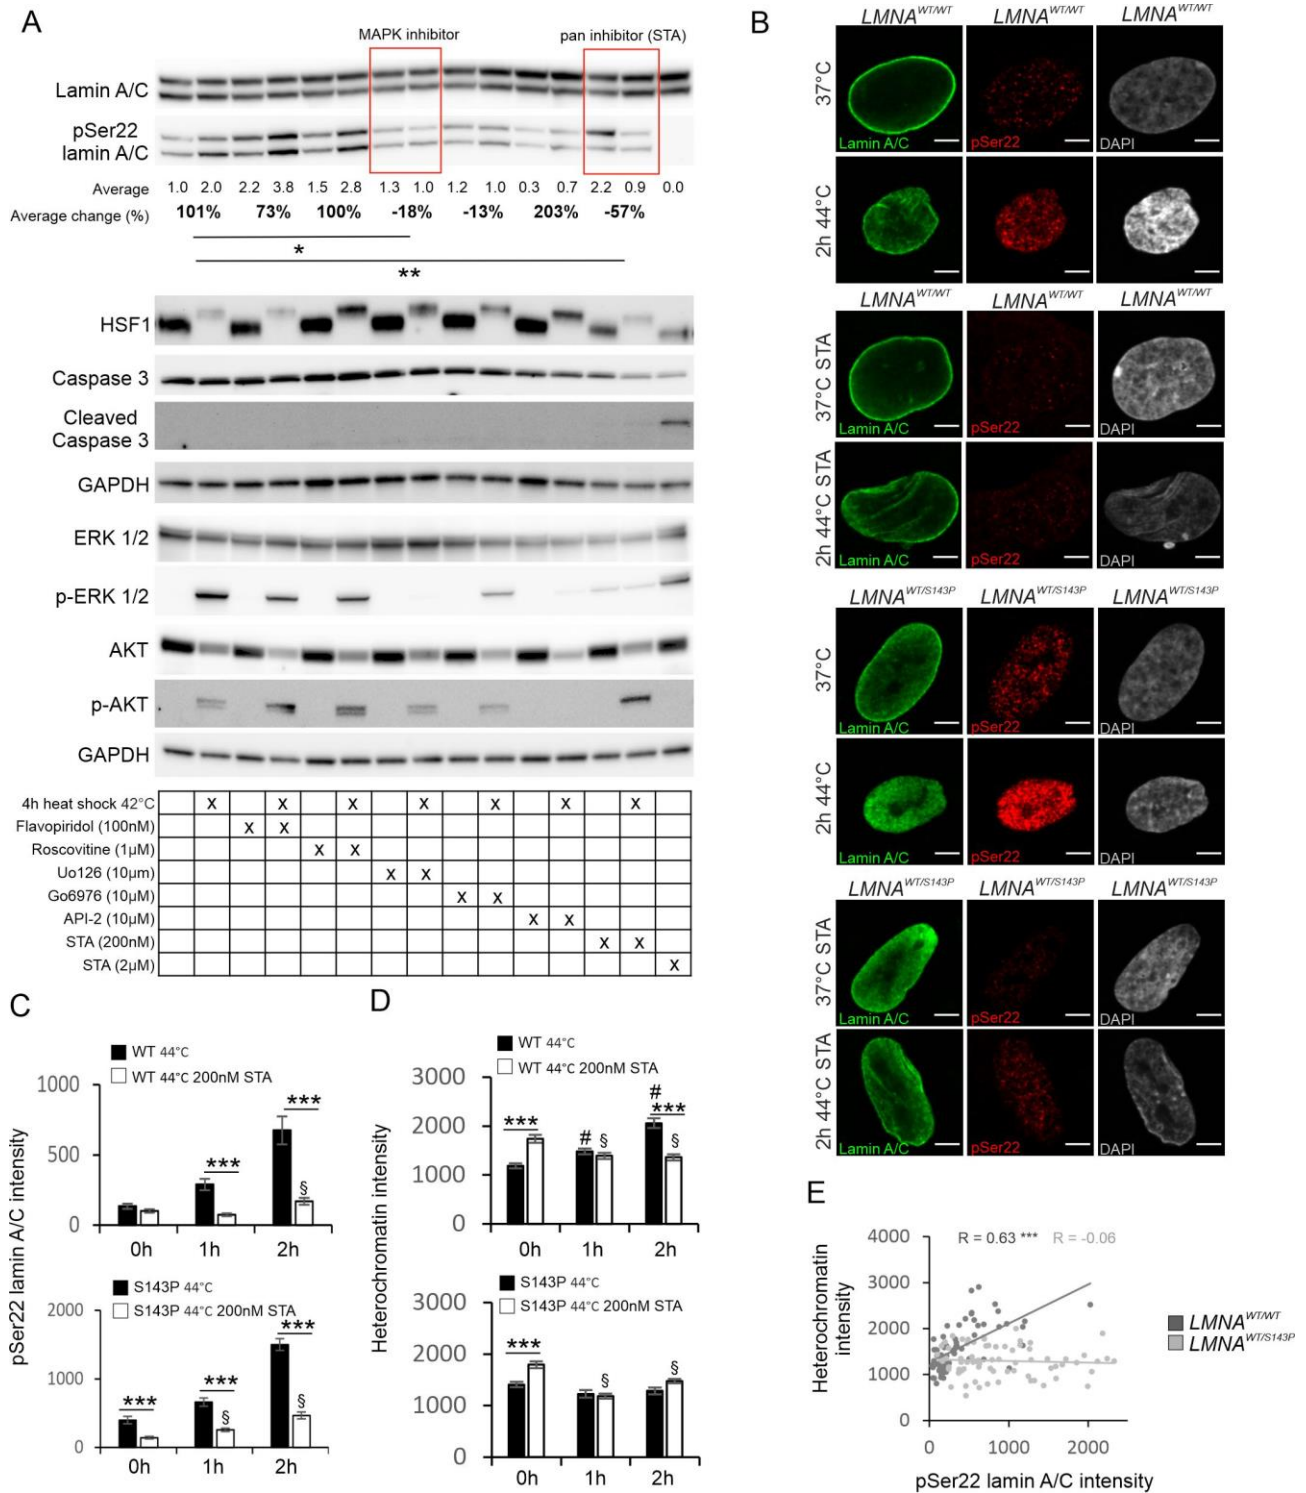 A
MAPK inhibitor
pan inhibitor (STA)
Lamin A/C
pSer22
lamin A/C
Average 1.0 2.0 2.2 3.8 1.5 2.8 1.3 1.0 1.2 1.0 0.3 0.7 2.2 0.9 0.0
Average change (%) 101% 73% 100% -18% -13% 203% -57%
*
**
HSF1
Caspase 3
Cleaved
Caspase 3
GAPDH
ERK 1/2
p-ERK 1/2
AKT
p-AKT
GAPDH
4h heat shock 42°C x x x x x x x
Flavopiridol (100nM) x x
Roscovitine (1µM) x x
Uo126 (10µm) x x
Go6976 (10µM) x x
API-2 (10µM) x x
STA (200nM) x x
STA (2µM) x
B
LMNA^WT/WT LMNA^WT/WT LMNA^WT/WT
37°C
Lamin A/C pSer22 DAPI
2h 44°C
LMNA^WT/WT LMNA^WT/WT LMNA^WT/WT
37°C STA
Lamin A/C pSer22 DAPI
2h 44°C STA
Lamin A/C pSer22 DAPI
LMNA^WT/S143P LMNA^WT/S143P LMNA^WT/S143P
37°C
Lamin A/C pSer22 DAPI
2h 44°C
Lamin A/C pSer22 DAPI
LMNA^WT/S143P LMNA^WT/S143P LMNA^WT/S143P
37°C STA
Lamin A/C pSer22 DAPI
2h 44°C STA
Lamin A/C pSer22 DAPI
C
WT 44°C
WT 44°C 200nM STA
1000
500
0
***
***
§
0h 1h 2h
S143P 44°C
S143P 44°C 200nM STA
2000
1000
0
***
***
§
***
§
0h 1h 2h
pSer22 lamin A/C intensity
D
WT 44°C
WT 44°C 200nM STA
3000
2000
1000
0
***
# §
#
***
§
0h 1h 2h
S143P 44°C
S143P 44°C 200nM STA
3000
2000
1000
0
***
§
§
0h 1h 2h
Heterochromatin intensity
E
R = 0.63 *** R = -0.06
4000
3000
2000
1000
0
0 1000 2000
Heterochromatin
intensity
pSer22 lamin A/C intensity
LMNA^WT/WT
LMNA^WT/S143P